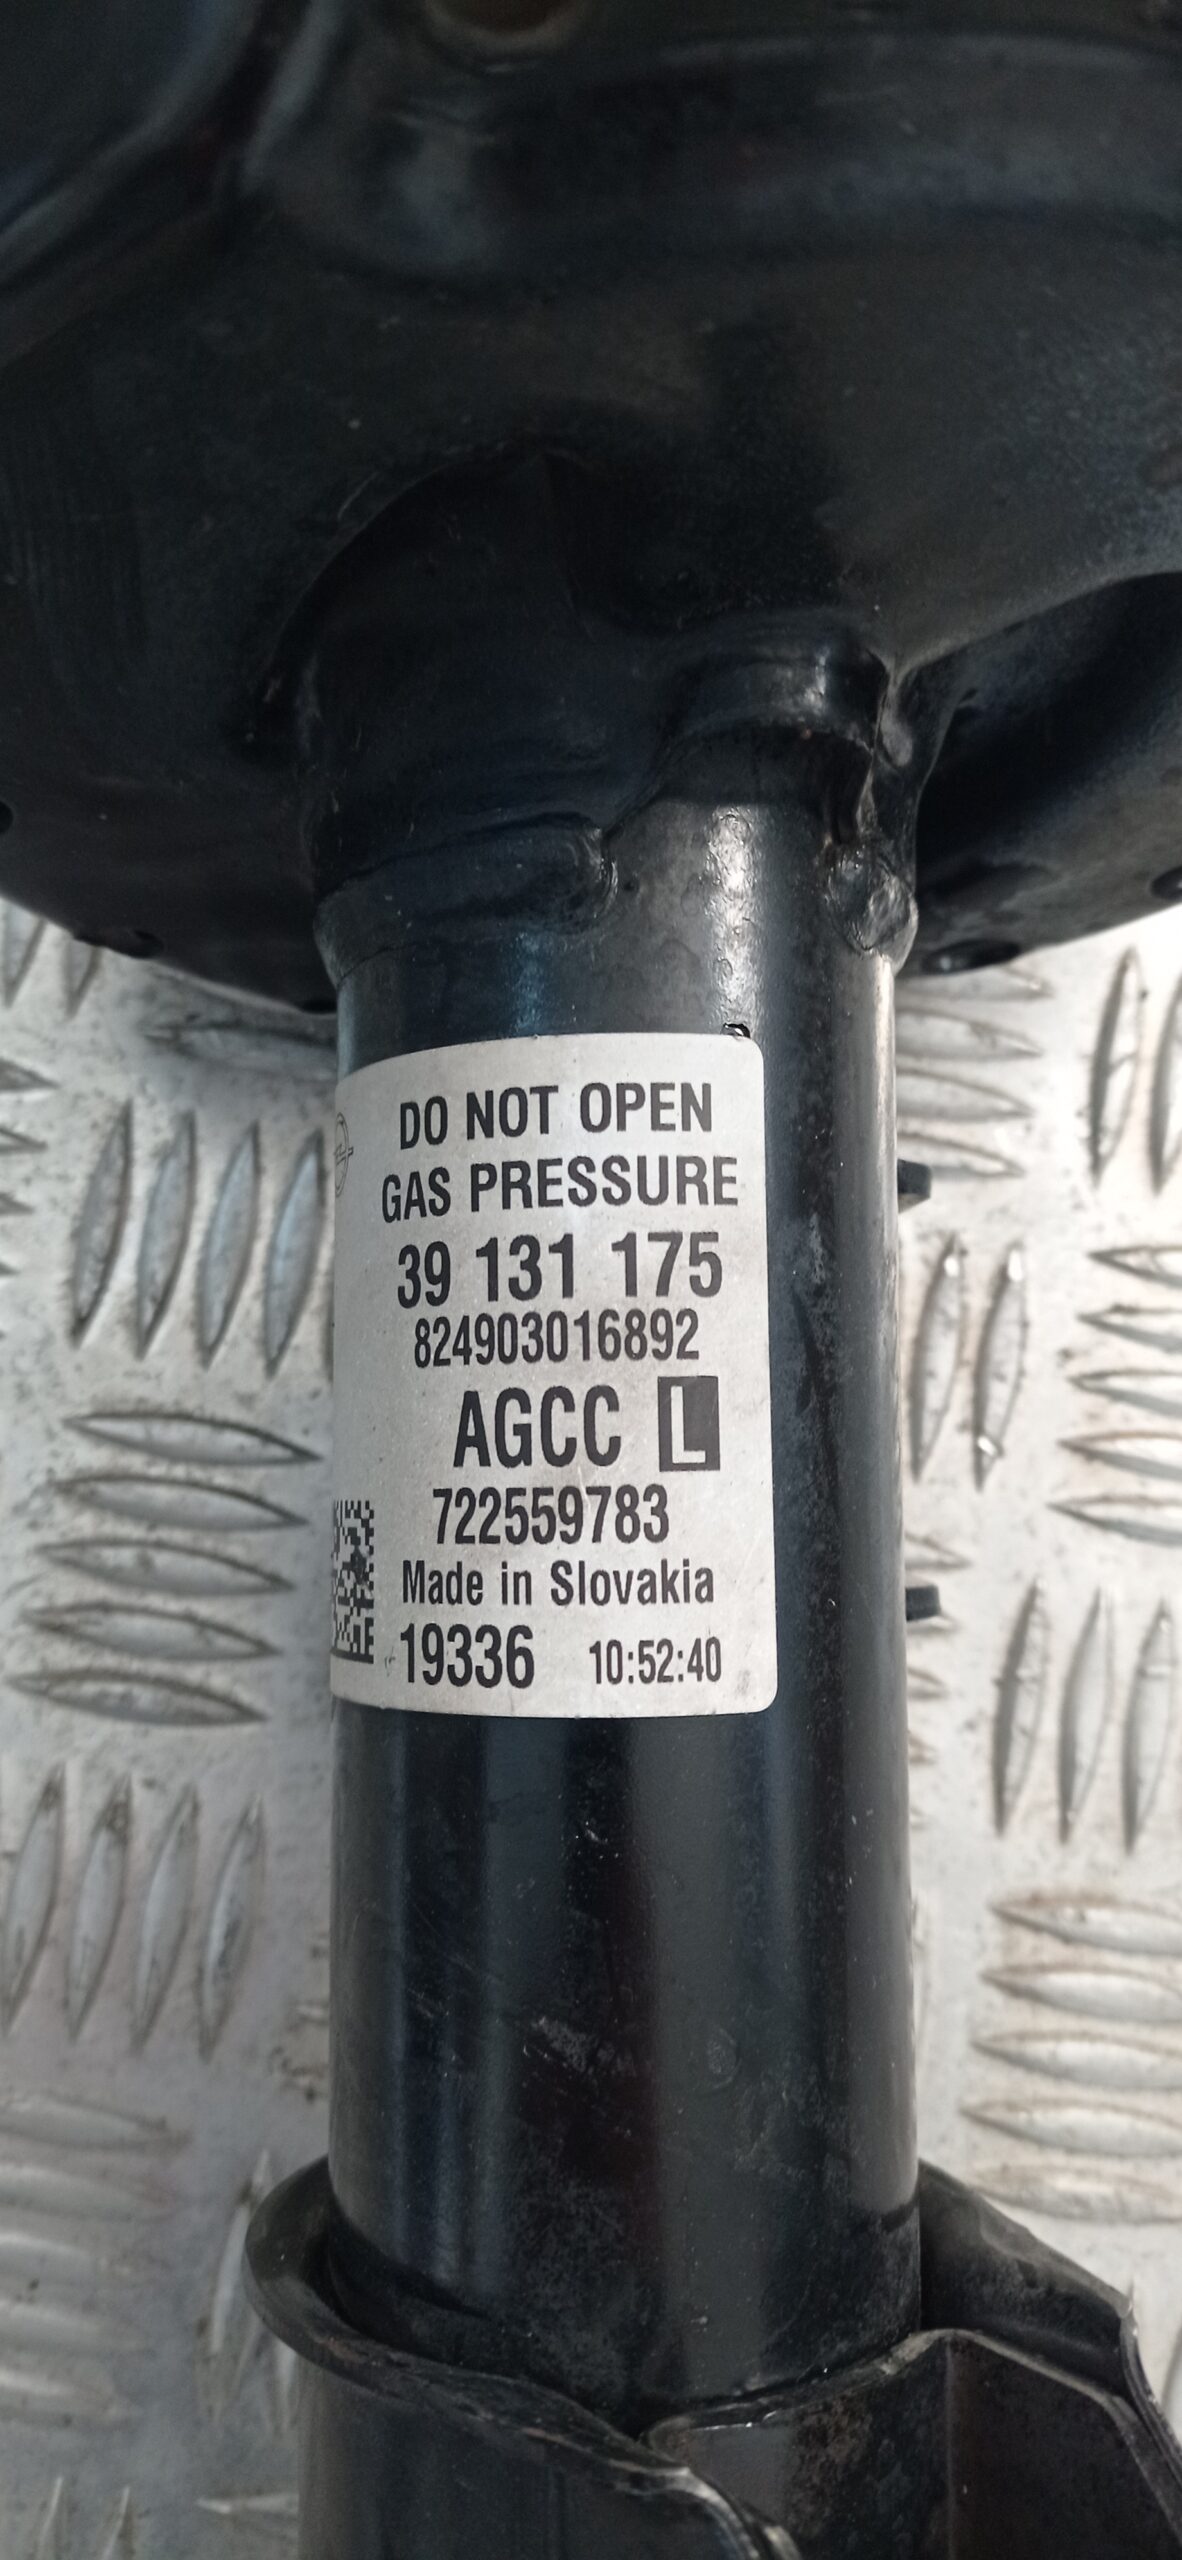 DO NOT OPEN
GAS PRESSURE
39 131 175
824903016892
AGCC L
722559783
Made in Slovakia
19336 10:52:40